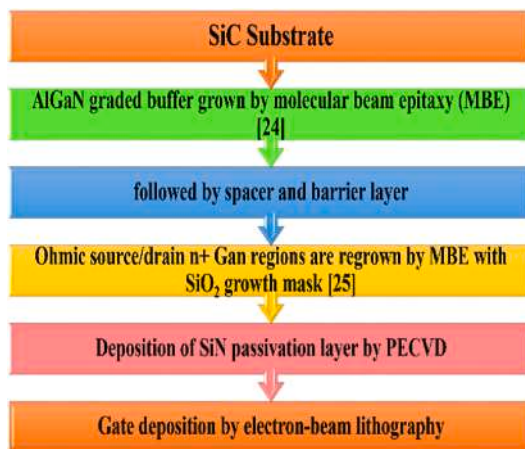 SiC Substrate
AlGaN graded buffer grown by molecular beam epitaxy (MBE)
[24]
followed by spacer and barrier layer
Ohmic source/drain n+ Gan regions are regrown by MBE with
SiO₂ growth mask [25]
Deposition of SiN passivation layer by PECVD
Gate deposition by electron-beam lithography